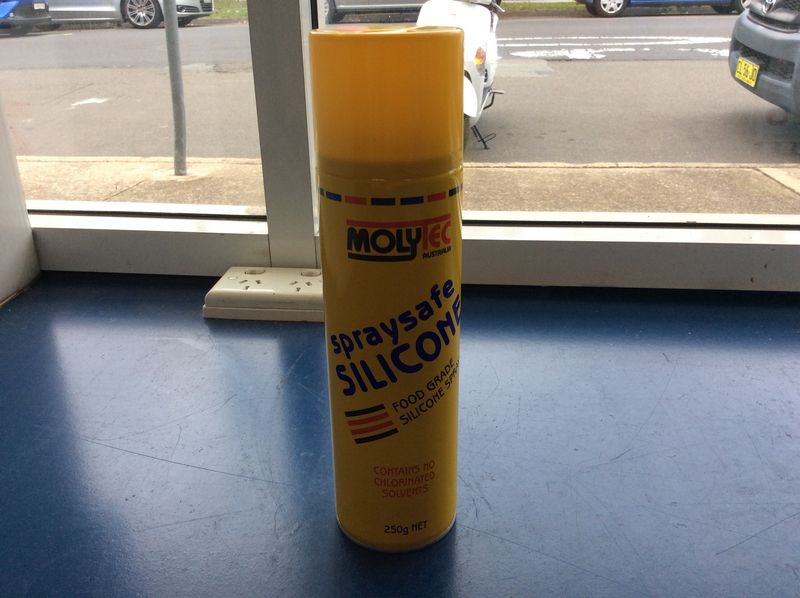 MOLYTEC
AUSTRALIA
spraysafe
SILICONE
FOOD GRADE
SILICONE SPRAY
CONTAINS NO
CHLORINATED
SOLVENTS
250g NET